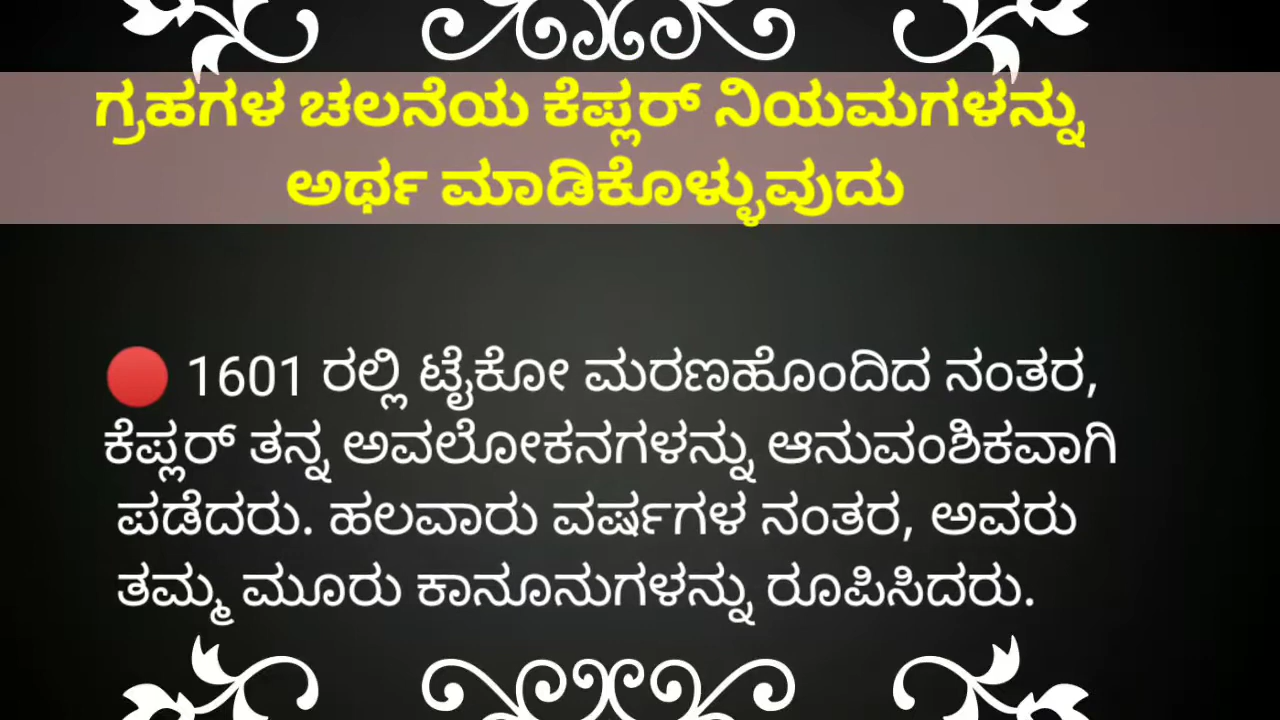 ಗ್ರಹಗಳ ಚಲನೆಯ ಕೆಪ್ಲರ್ ನಿಯಮಗಳನ್ನು
ಅರ್ಥ ಮಾಡಿಕೊಳ್ಳುವುದು
1601 ರಲ್ಲಿ ಟೈಕೋ ಮರಣಹೊಂದಿದ ನಂತರ,
ಕೆಪ್ಲರ್ ತನ್ನ ಅವಲೋಕನಗಳನ್ನು ಆನುವಂಶಿಕವಾಗಿ
ಪಡೆದರು. ಹಲವಾರು ವರ್ಷಗಳ ನಂತರ, ಅವರು
ತಮ್ಮ ಮೂರು ಕಾನೂನುಗಳನ್ನು ರೂಪಿಸಿದರು.